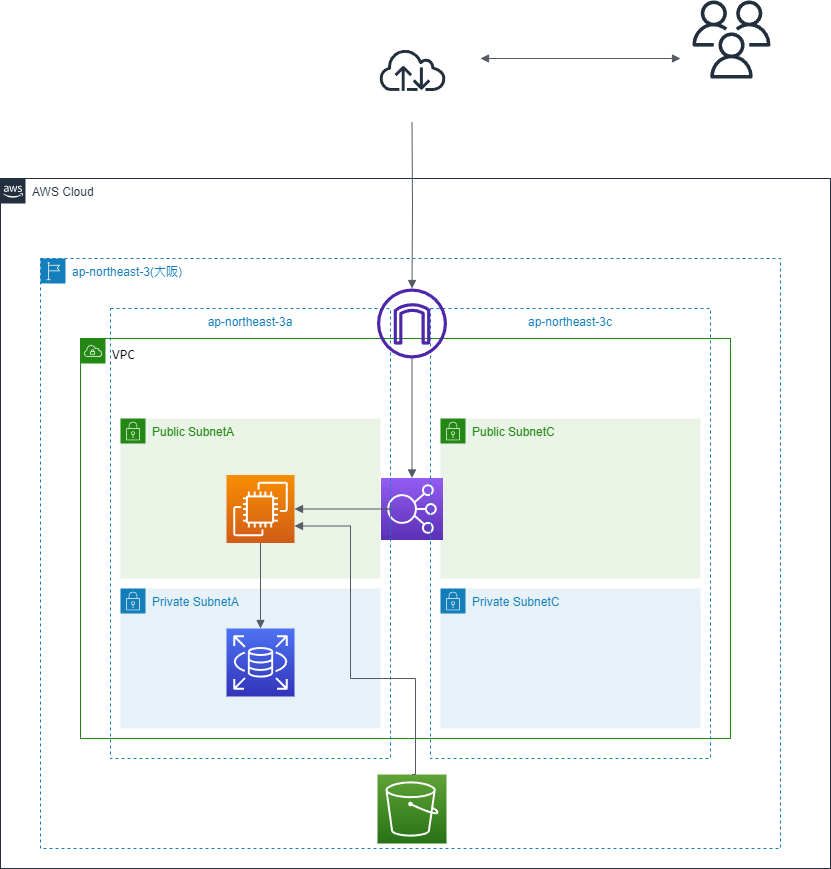 aws
AWS Cloud
ap-northeast-3(大阪)
ap-northeast-3a
ap-northeast-3c
VPC
Public SubnetA
Public SubnetC
Private SubnetA
Private SubnetC